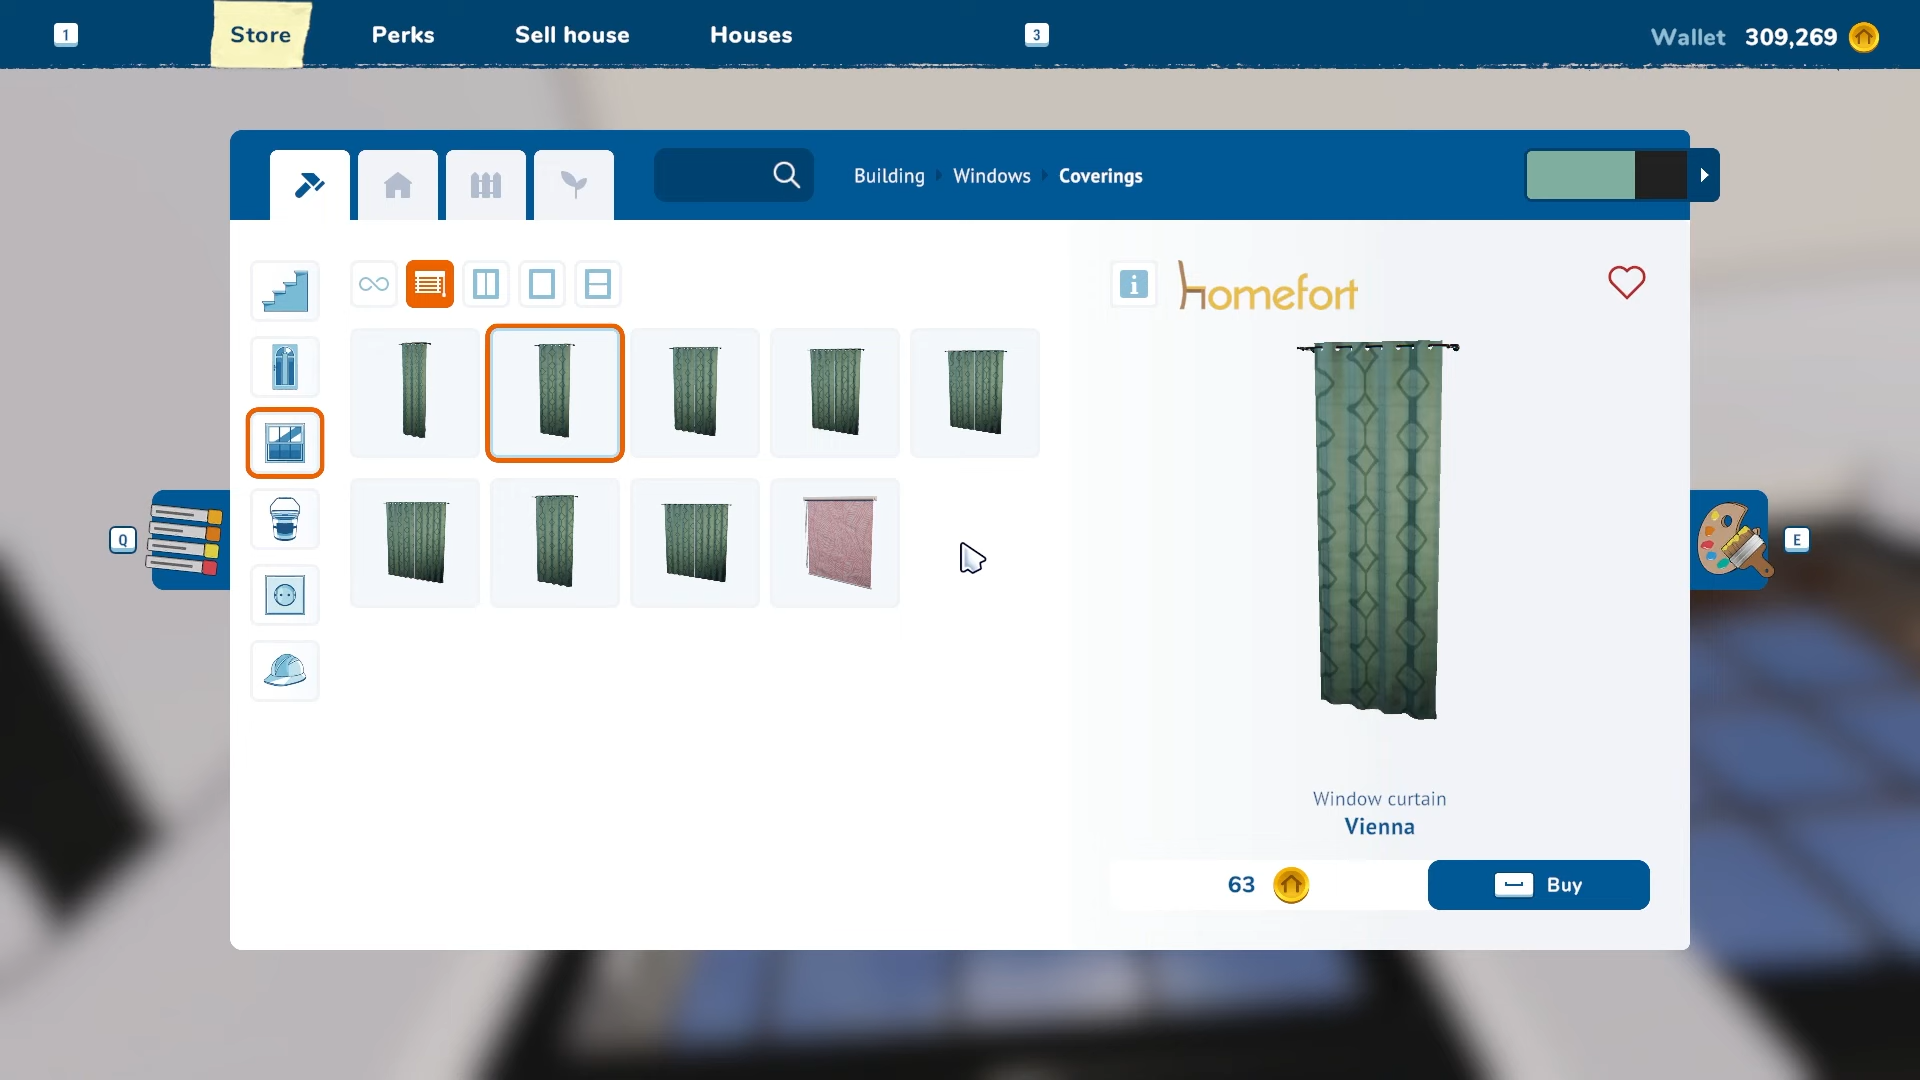 1
Store
Perks
Sell house
Houses
3
Wallet 309,269
Building
Windows
Coverings
homefort
Q
E
Window curtain
Vienna
63
Buy